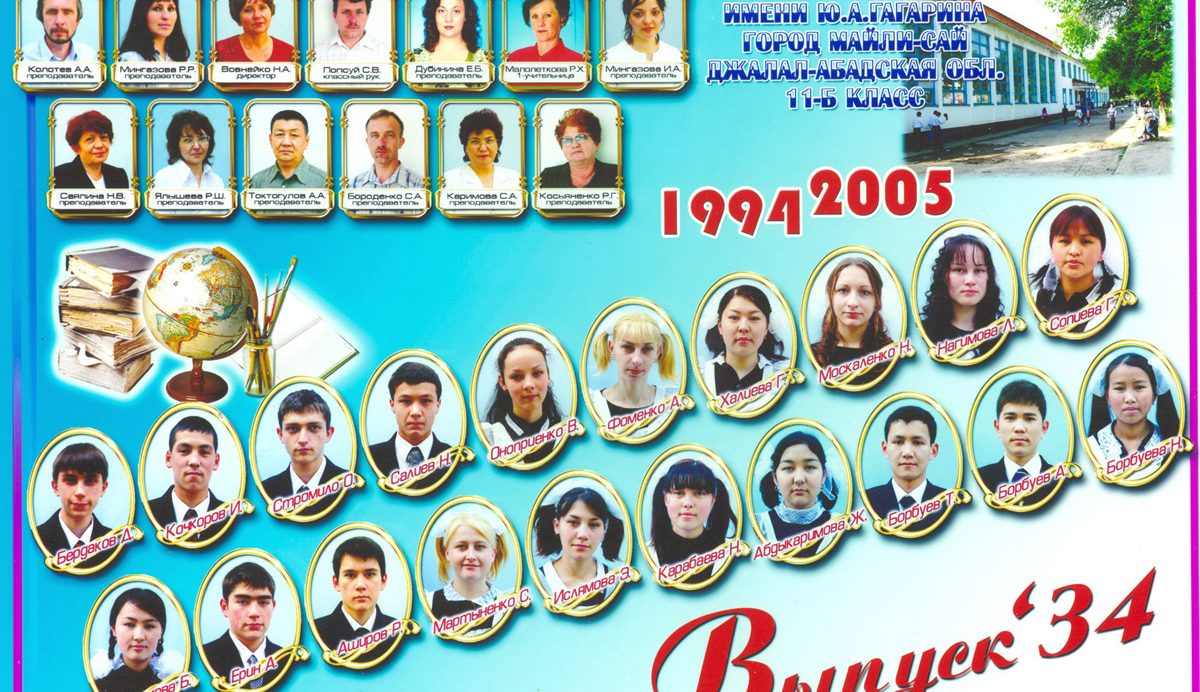 ИМЕНИ Ю.А.ГАГАРИНА
ГОРОД МАЙЛИ-САЙ
ДЖАЛАЛ-АБАДСКАЯ ОБЛ.
11-Б КЛАСС
Колотев А.А.
преподаватель
Мингазова Р.Р.
преподаватель
Вовнейко Н.А.
директор
Попсуй С.В.
классный рук.
Дубинина Е.Б.
преподаватель
Малолеткова Р.Х
1-учительница
Мингазова И.А.
преподаватель
Саяпина Н.В.
преподаватель
Ялышева Р.Ш.
преподаватель
Токтогулов А.А.
преподаватель
Бороденко С.А.
преподаватель
Каримова С.А.
преподаватель
Косьяненко Р.Г.
преподаватель
1994 2005
Бердаков Д.
Кочкоров И.
Стромило О.
Салиев Н.
Оноприенко В.
Фоменко А.
Халиева Г.
Москаленко Н.
Нагимова Л.
Сопиева Г.
Ерин А.
Аширов Р.
Мартыненко С.
Ислямова Э.
Карабаева Н.
Абдыкаримова Ж.
Борбуев Т.
Борбуев А.
Борбуева Н.
Выпуск '34